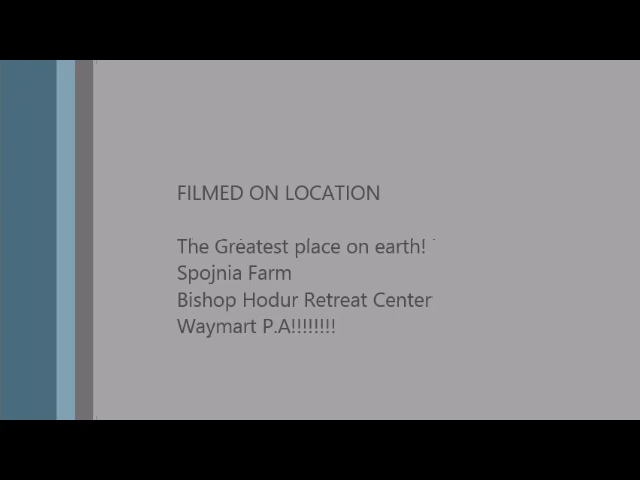 FILMED ON LOCATION
The Greatest place on earth!
Spojnia Farm
Bishop Hodur Retreat Center
Waymart P.A!!!!!!!!